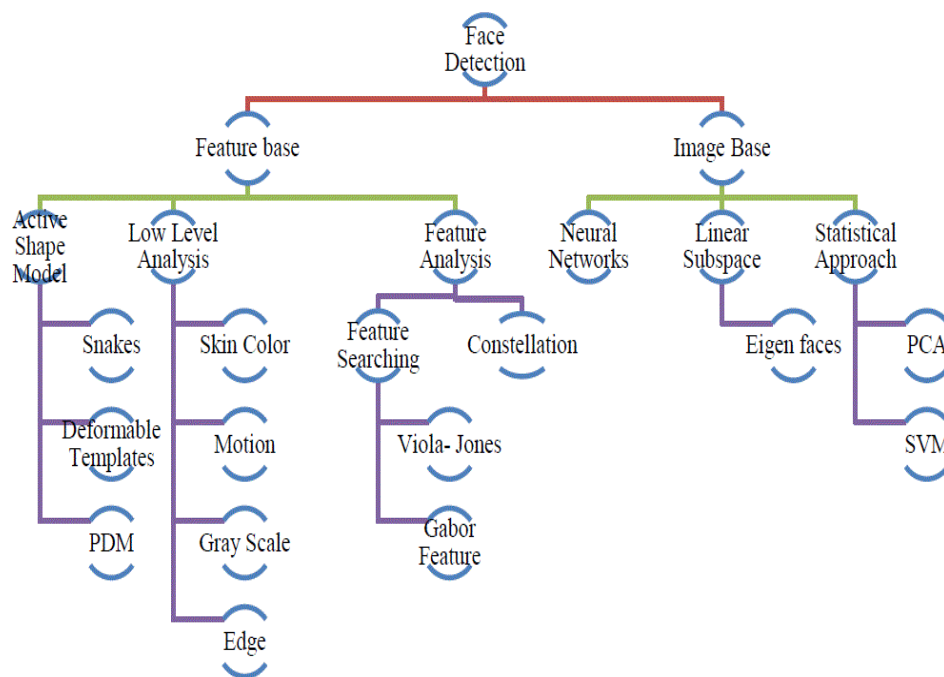 Face
Detection
Feature base
Image Base
Active
Shape
Model
Low Level
Analysis
Feature
Analysis
Neural
Networks
Linear
Subspace
Statistical
Approach
Snakes
Skin Color
Feature
Searching
Constellation
Eigen faces
PCA
Deformable
Templates
Motion
Viola- Jones
SVM
PDM
Gray Scale
Gabor
Feature
Edge